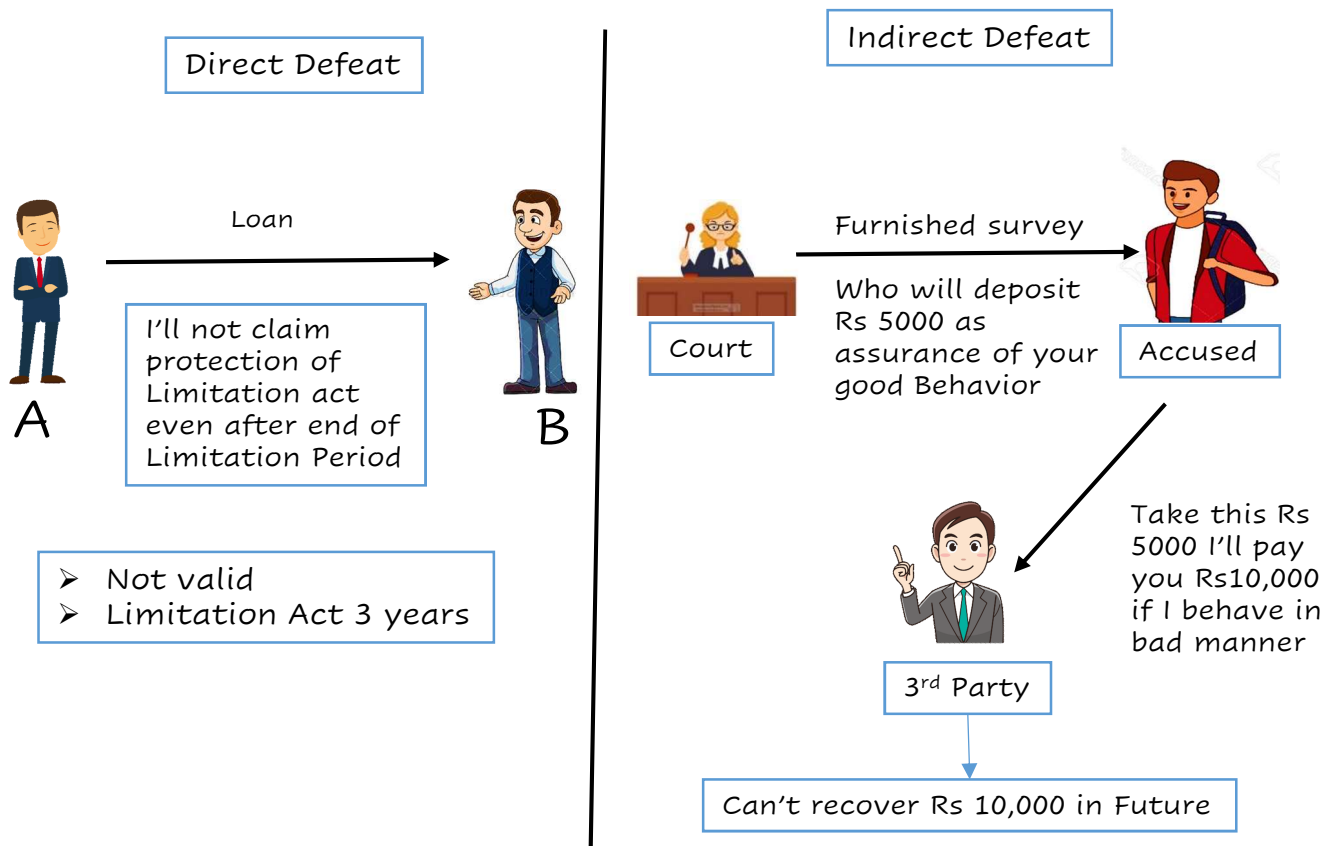 Direct Defeat
Loan
I'll not claim
protection of
Limitation act
even after end of
Limitation Period
A
B
➤ Not valid
➤ Limitation Act 3 years
Indirect Defeat
Furnished survey
Who will deposit
Rs 5000 as
assurance of your
good Behavior
Court
Accused
Take this Rs
5000 I'll pay
you Rs10,000
if I behave in
bad manner
3rd Party
Can't recover Rs 10,000 in Future